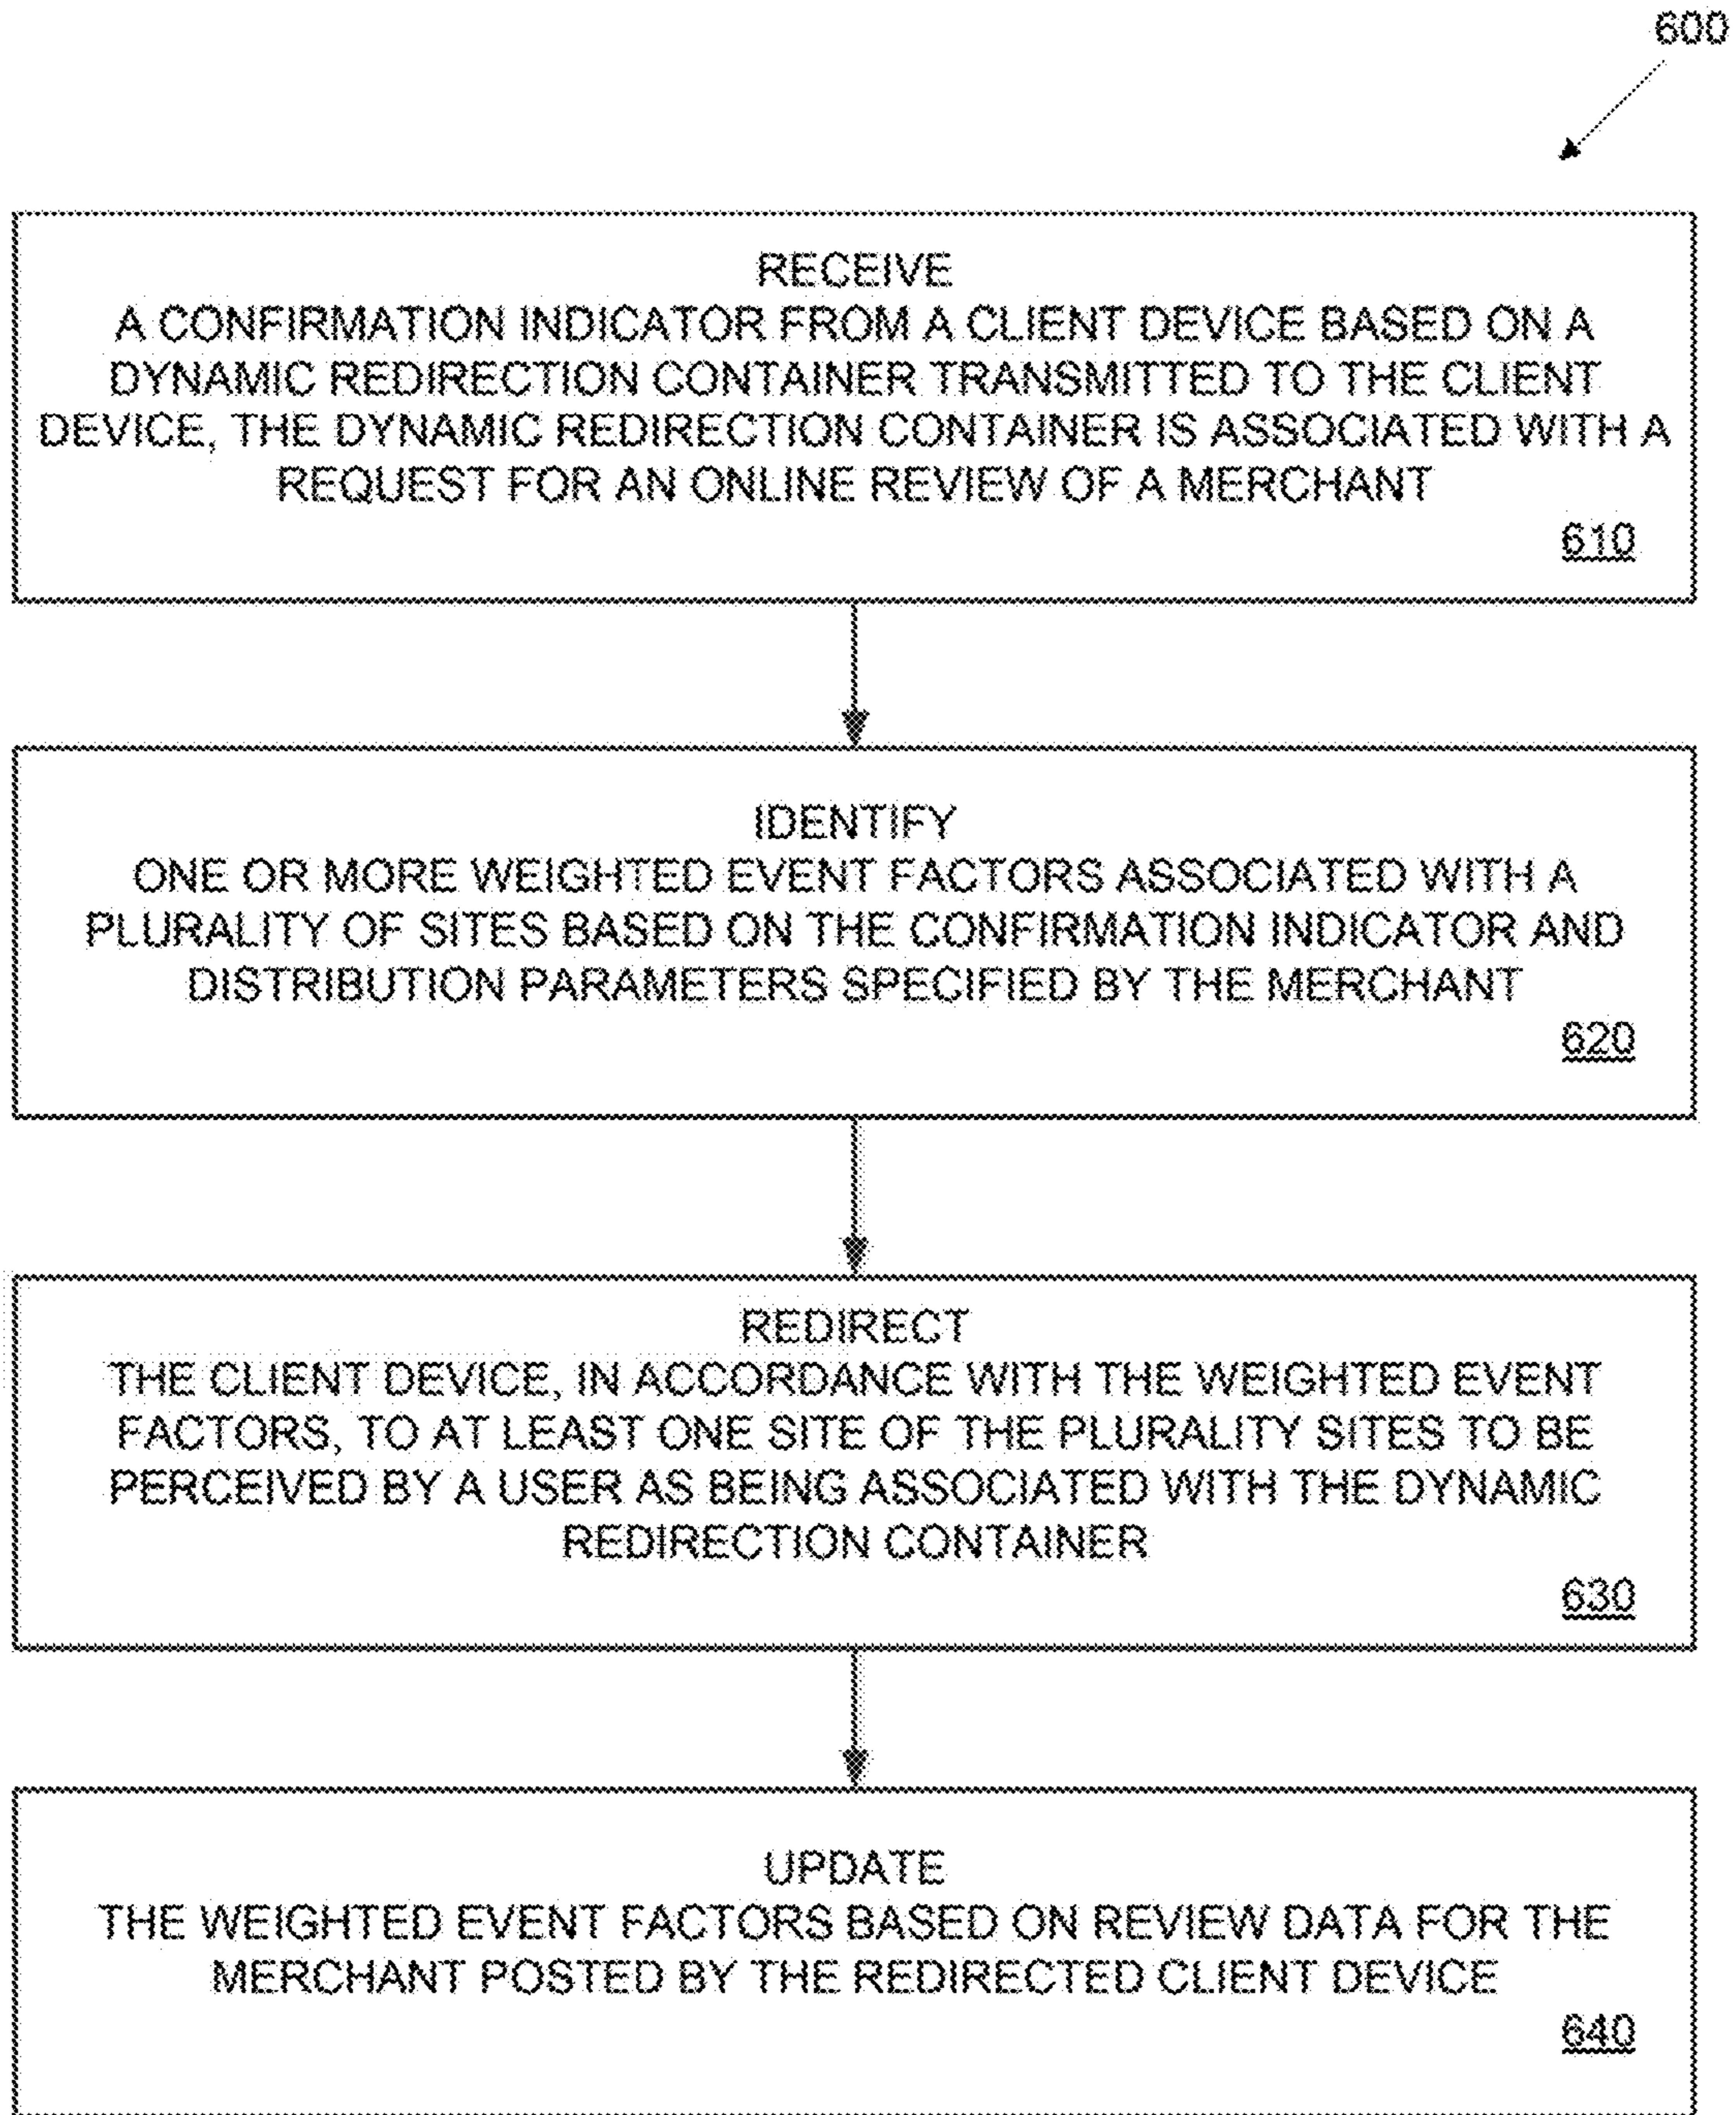 600
RECEIVE
A CONFIRMATION INDICATOR FROM A CLIENT DEVICE BASED ON A
DYNAMIC REDIRECTION CONTAINER TRANSMITTED TO THE CLIENT
DEVICE, THE DYNAMIC REDIRECTION CONTAINER IS ASSOCIATED WITH A
REQUEST FOR AN ONLINE REVIEW OF A MERCHANT
610
IDENTIFY
ONE OR MORE WEIGHTED EVENT FACTORS ASSOCIATED WITH A
PLURALITY OF SITES BASED ON THE CONFIRMATION INDICATOR AND
DISTRIBUTION PARAMETERS SPECIFIED BY THE MERCHANT
620
REDIRECT
THE CLIENT DEVICE, IN ACCORDANCE WITH THE WEIGHTED EVENT
FACTORS, TO AT LEAST ONE SITE OF THE PLURALITY SITES TO BE
PERCEIVED BY A USER AS BEING ASSOCIATED WITH THE DYNAMIC
REDIRECTION CONTAINER
630
UPDATE
THE WEIGHTED EVENT FACTORS BASED ON REVIEW DATA FOR THE
MERCHANT POSTED BY THE REDIRECTED CLIENT DEVICE
640